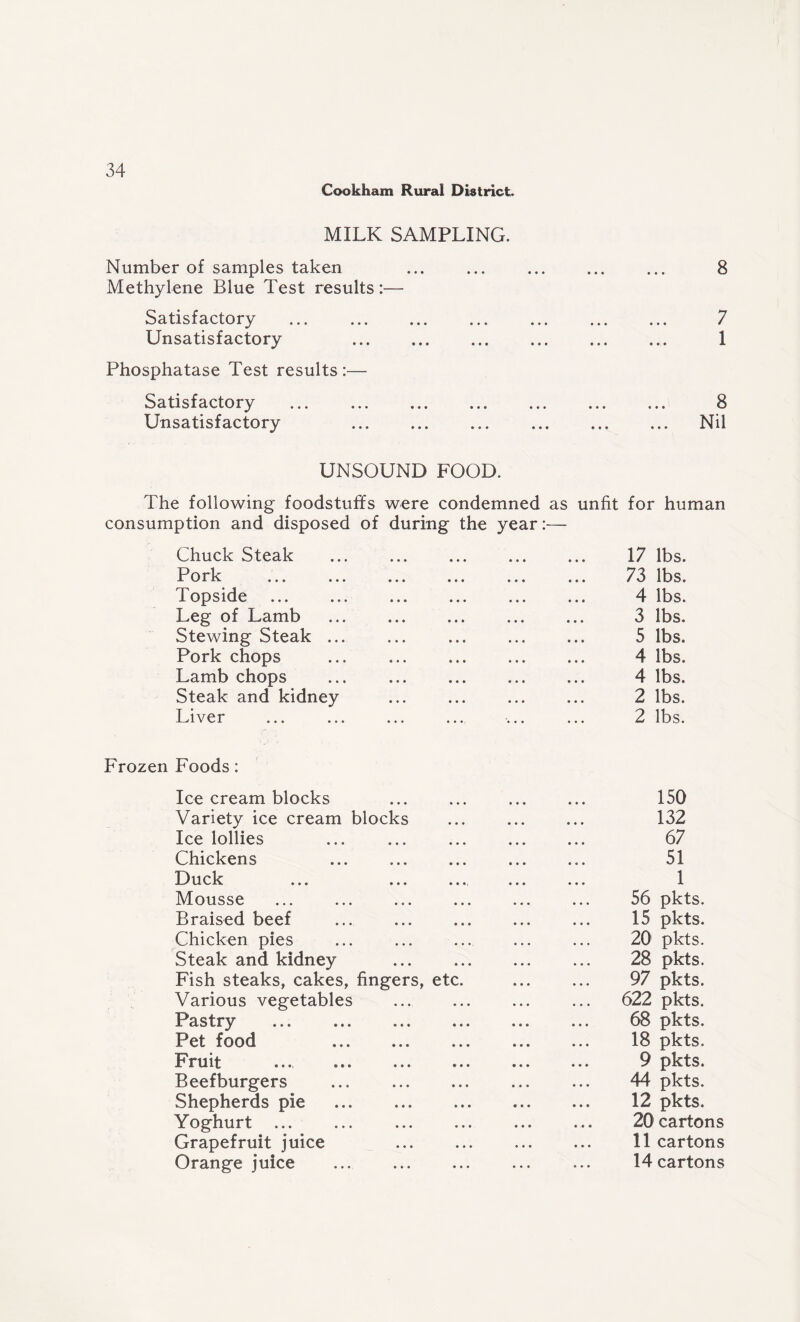 34
Cookham Rural District.
MILK SAMPLING.
Number of samples taken ... ... ... ... ... 8
Methylene Blue Test results:—
Satisfactory ... ... ... ... ... ... ... 7
Unsatisfactory ... ... ... ... ... ... 1
Phosphatase Test results:—
Satisfactory ... ... ... ... ... ... ... 8
Unsatisfactory ... ... ... ... ... ... Nil
UNSOUND FOOD.
The following foodstuffs were condemned as unfit for human
consumption and disposed of during the year:—
Chuck Steak ... ... ... ... ... 17 lbs.
Pork ... ... ... ... ... ... 73 lbs.
Topside ... ... ... ... ... ... 4 lbs.
Leg of Lamb ... ... ... ... ... 3 lbs.
Stewing Steak ... ... ... ... ... 5 lbs.
Pork chops ... ... ... ... ... 4 lbs.
Lamb chops ... ... ... ... ... 4 lbs.
Steak and kidney ... ... ... ... 2 lbs.
Liver ... ... ... ... ... ... 2 lbs.
Frozen Foods:
Ice cream blocks ... ... ... ... 150
Variety ice cream blocks ... ... ... 132
Ice lollies ... ... ... ... ... 67
Chickens ... ... ... ... ... 51
Duck ... ... ... ... ... 1
Mousse ... ... ... ... ... ... 56 pkts.
Braised beef ... ... ... ... ... 15 pkts.
Chicken pies ... ... ... ... ... 20 pkts.
Steak and kidney ... ... ... ... 28 pkts.
Fish steaks, cakes, fingers, etc. ... ... 97 pkts.
Various vegetables ... ... ... ... 622 pkts.
Pastry ... ... ... ... ... ... 68 pkts.
Pet food ... ... ... ... ... 18 pkts.
Fruit ... ... ... ... ... ... 9 pkts.
Beefburgers ... ... ... ... ... 44 pkts.
Shepherds pie ... ... ... ... ... 12 pkts.
Yoghurt ... ... ... ... ... ... 20 cartons
Grapefruit juice ... ... ... ... 11 cartons
Orange juice ... ... ... ... ... 14 cartons